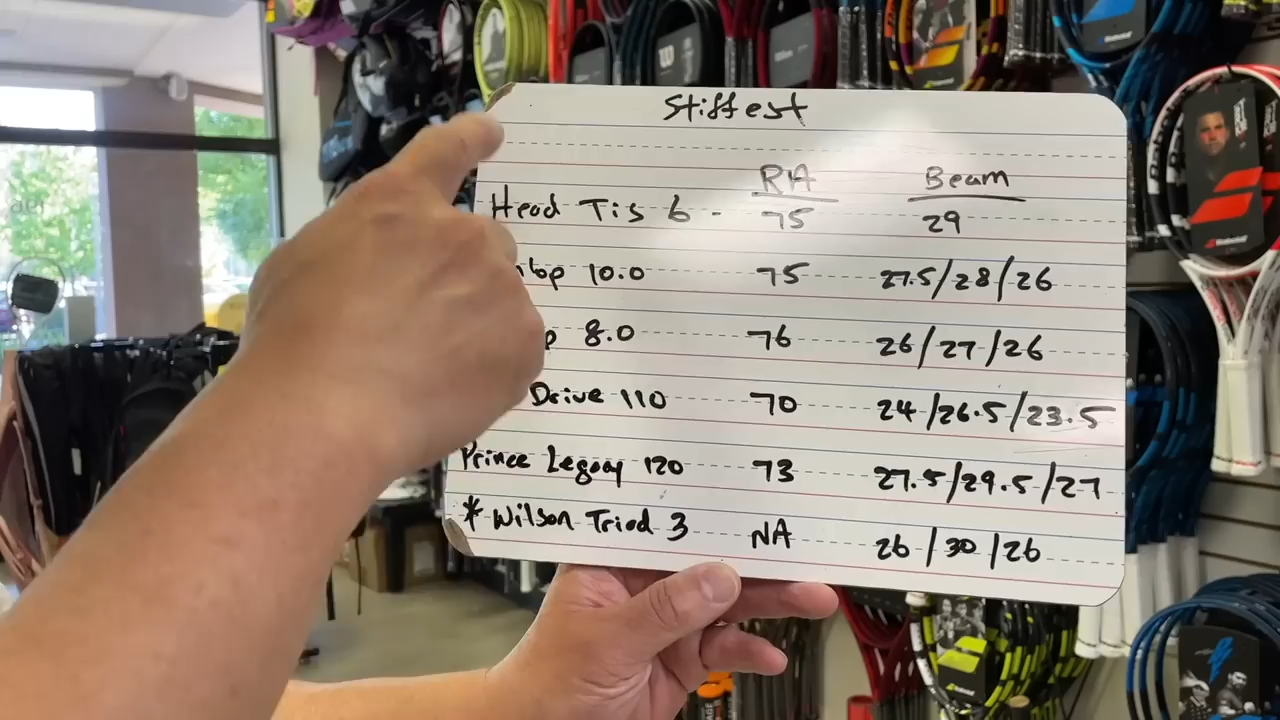 Stiffest
RA Beam
Head Tis 6 - 75 29
10.0 75 27.5/28/26
8.0 76 26/27/26
Drive 110 70 24/26.5/23.5
Prince Legacy 120 73 27.5/29.5/27
* Wilson Triad 3 NA 26/30/26